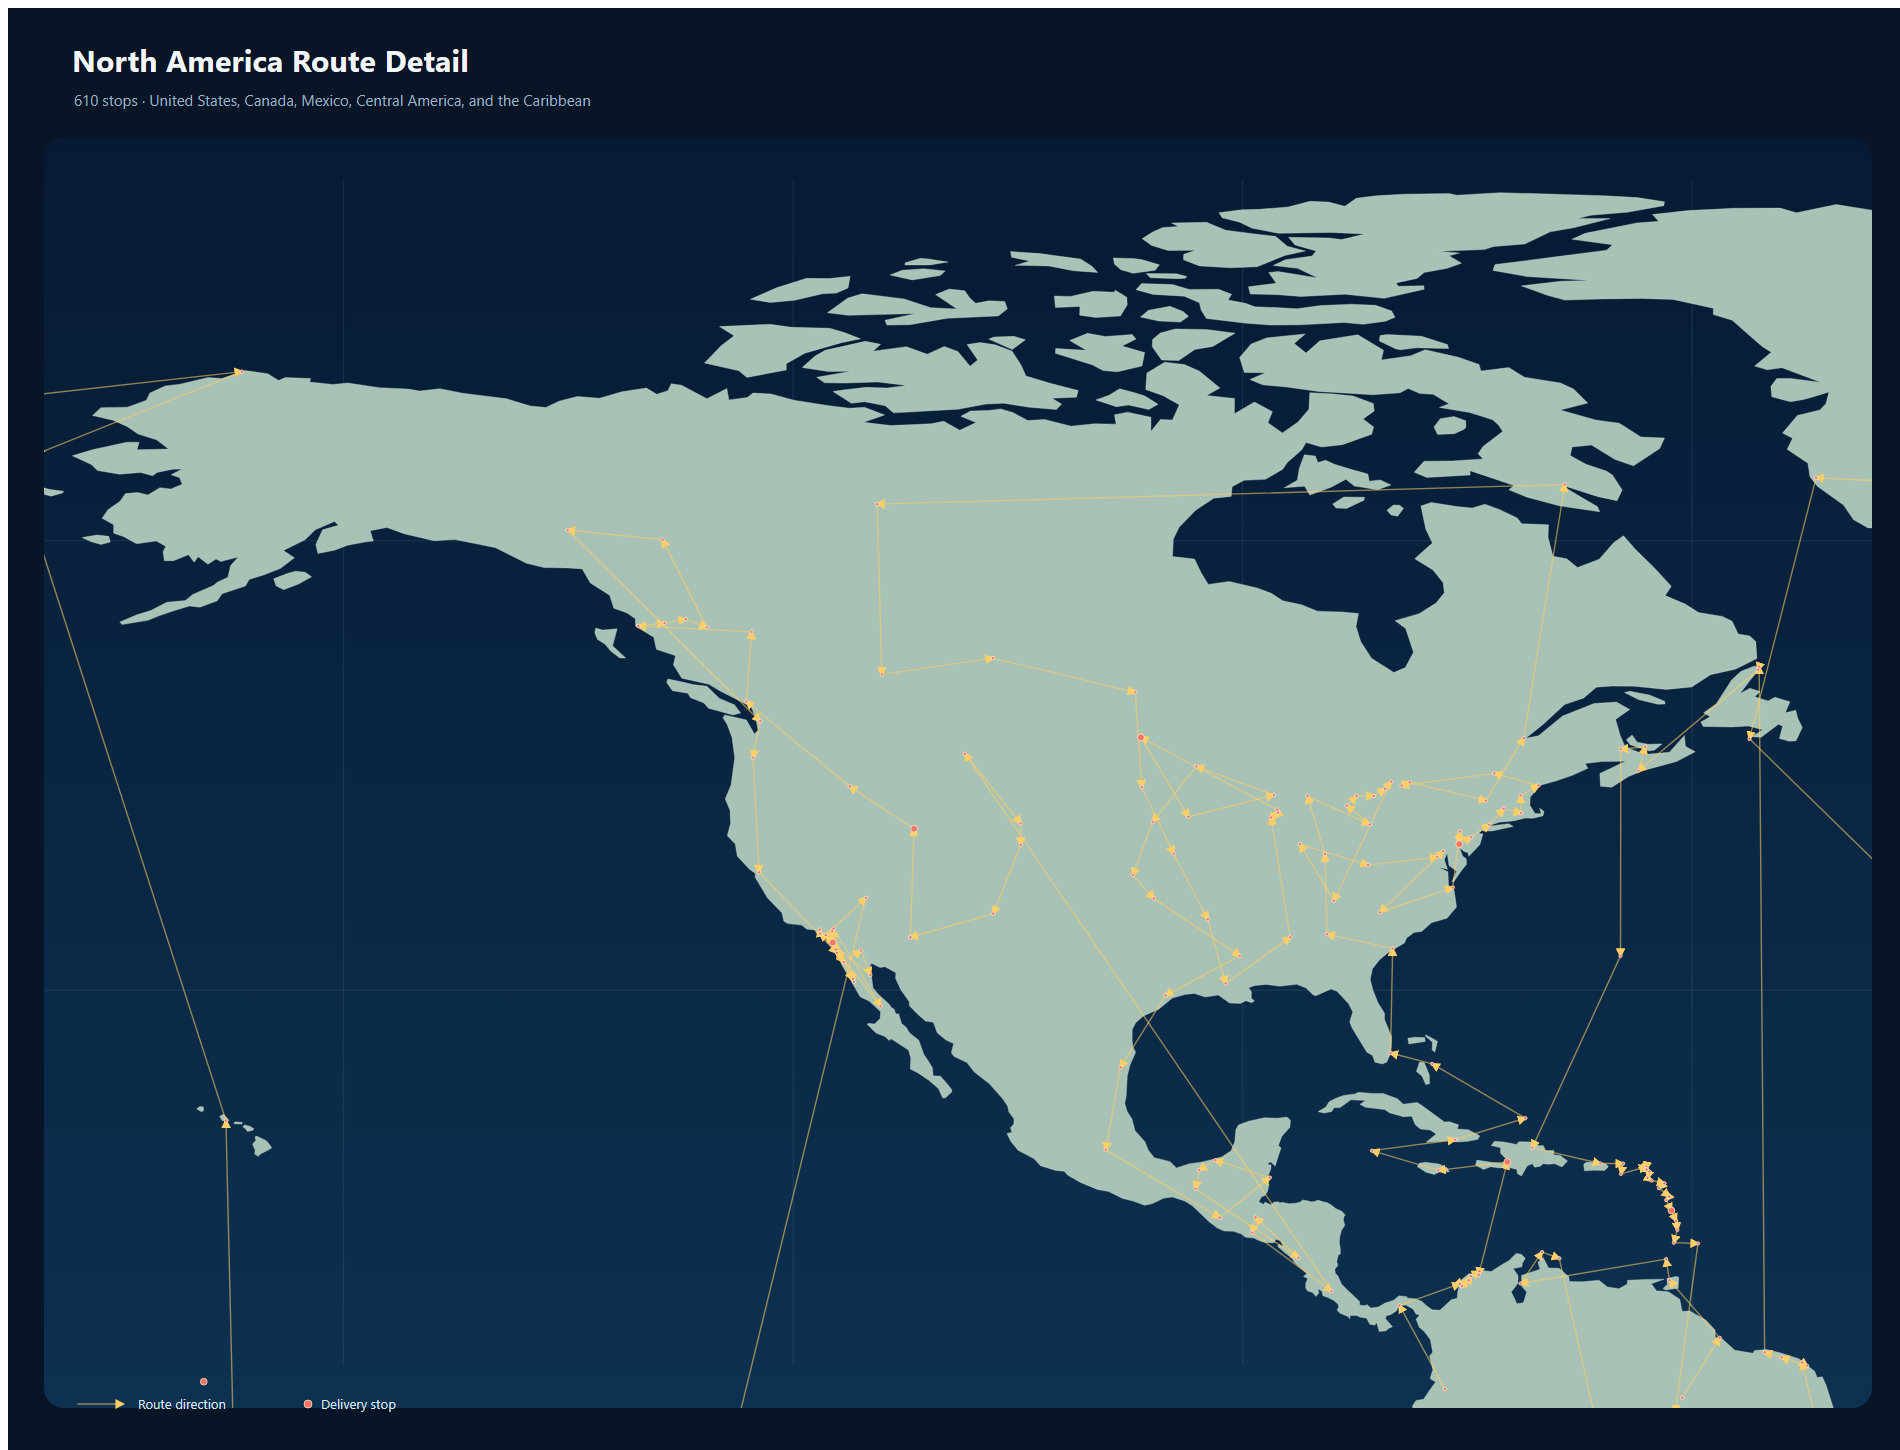 North America Route Detail
610 stops · United States, Canada, Mexico, Central America, and the Caribbean
Route direction
Delivery stop